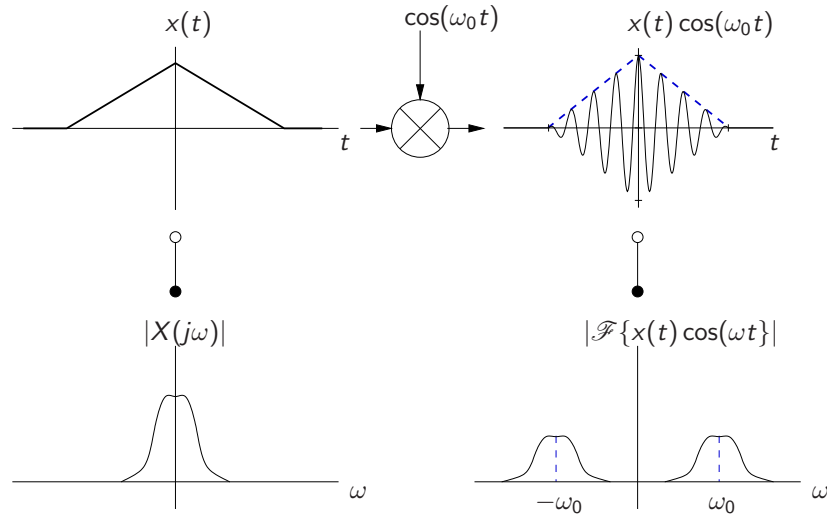 x(t)
cos(ω₀t)
x(t) cos(ω₀t)
t
t
|X(jω)|
|ℱ{x(t) cos(ωt}|
ω
−ω₀
ω₀
ω